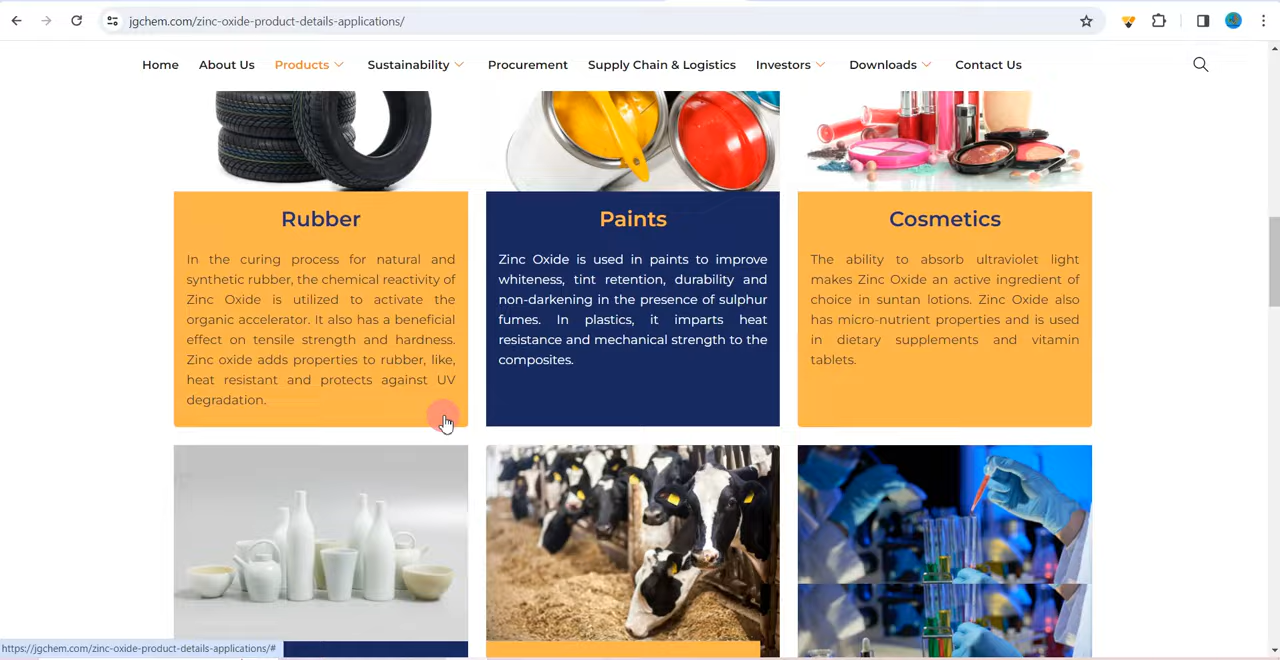 jgchem.com/zinc-oxide-product-details-applications/
Home About Us Products Sustainability Procurement Supply Chain & Logistics Investors Downloads Contact Us
Rubber
In the curing process for natural and
synthetic rubber, the chemical reactivity of
Zinc Oxide is utilized to activate the
organic accelerator. It also has a beneficial
effect on tensile strength and hardness.
Zinc oxide adds properties to rubber, like,
heat resistant and protects against UV
degradation.
Paints
Zinc Oxide is used in paints to improve
whiteness, tint retention, durability and
non-darkening in the presence of sulphur
fumes. In plastics, it imparts heat
resistance and mechanical strength to the
composites.
Cosmetics
The ability to absorb ultraviolet light
makes Zinc Oxide an active ingredient of
choice in suntan lotions. Zinc Oxide also
has micro-nutrient properties and is used
in dietary supplements and vitamin
tablets.
https://jgchem.com/zinc-oxide-product-details-applications/#